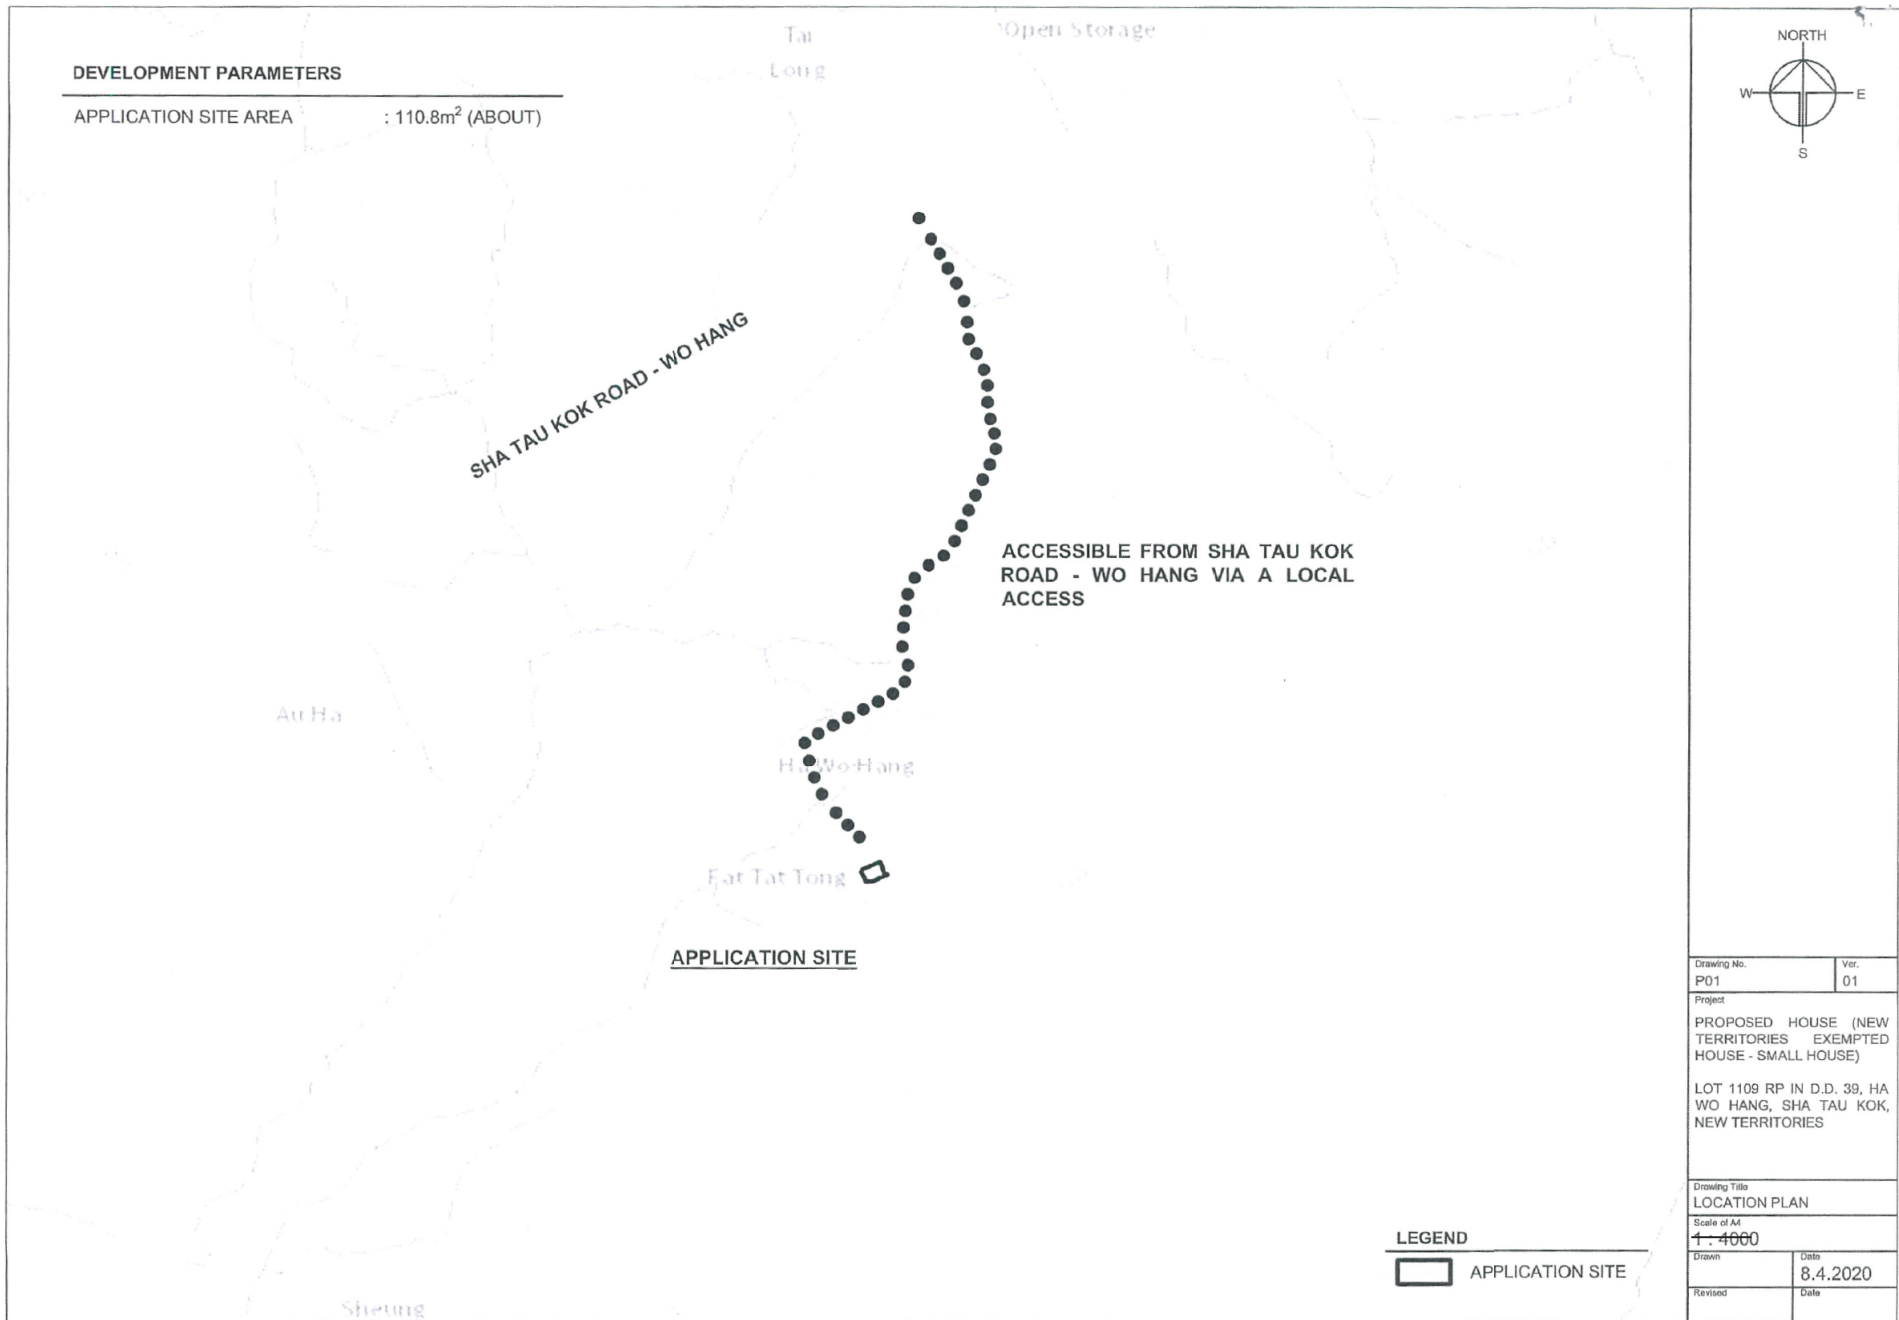 DEVELOPMENT PARAMETERS
APPLICATION SITE AREA : 110.8m² (ABOUT)
Tai
Long
Open Storage
NORTH
W
E
S
SHA TAU KOK ROAD - WO HANG
ACCESSIBLE FROM SHA TAU KOK
ROAD - WO HANG VIA A LOCAL
ACCESS
Au Ha
Ha Wo Hang
Fat Tat Tong
APPLICATION SITE
Sheung
LEGEND
APPLICATION SITE
Drawing No.
P01
Ver.
01
Project
PROPOSED HOUSE (NEW
TERRITORIES EXEMPTED
HOUSE - SMALL HOUSE)
LOT 1109 RP IN D.D. 39, HA
WO HANG, SHA TAU KOK,
NEW TERRITORIES
Drawing Title
LOCATION PLAN
Scale of A4
1 : 4000
Drawn
Date
8.4.2020
Revised
Date